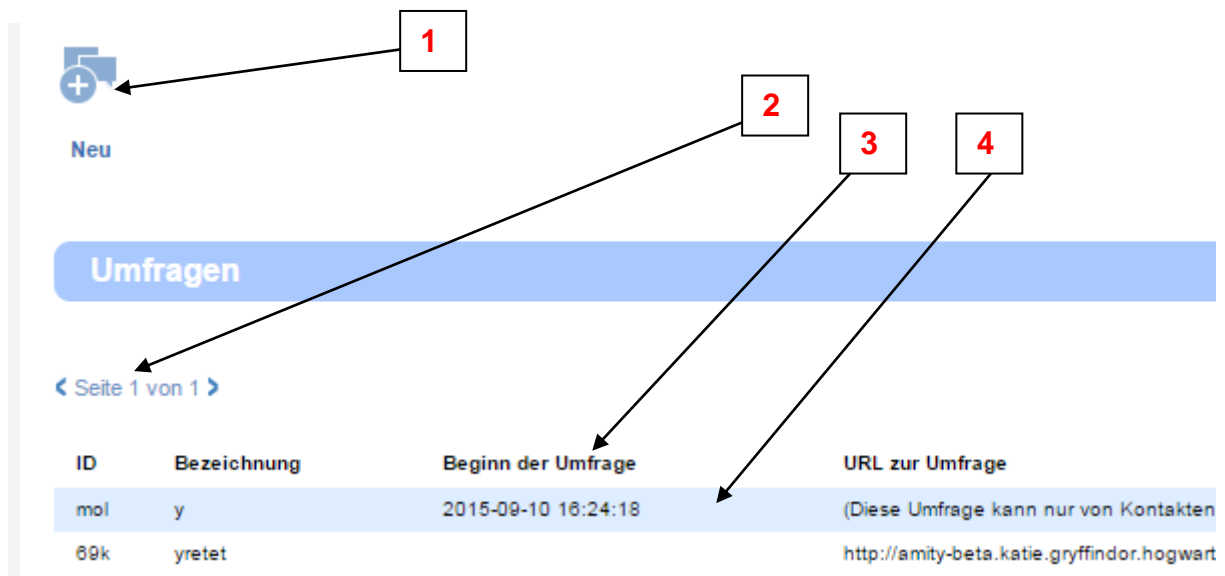 1
2
Neu
3 4
Umfragen
Seite 1 von 1
ID Bezeichnung Beginn der Umfrage URL zur Umfrage
mol y 2015-09-10 16:24:18 (Diese Umfrage kann nur von Kontakten
69k yretet http://amity-beta.katie.gryffindor.hogwart